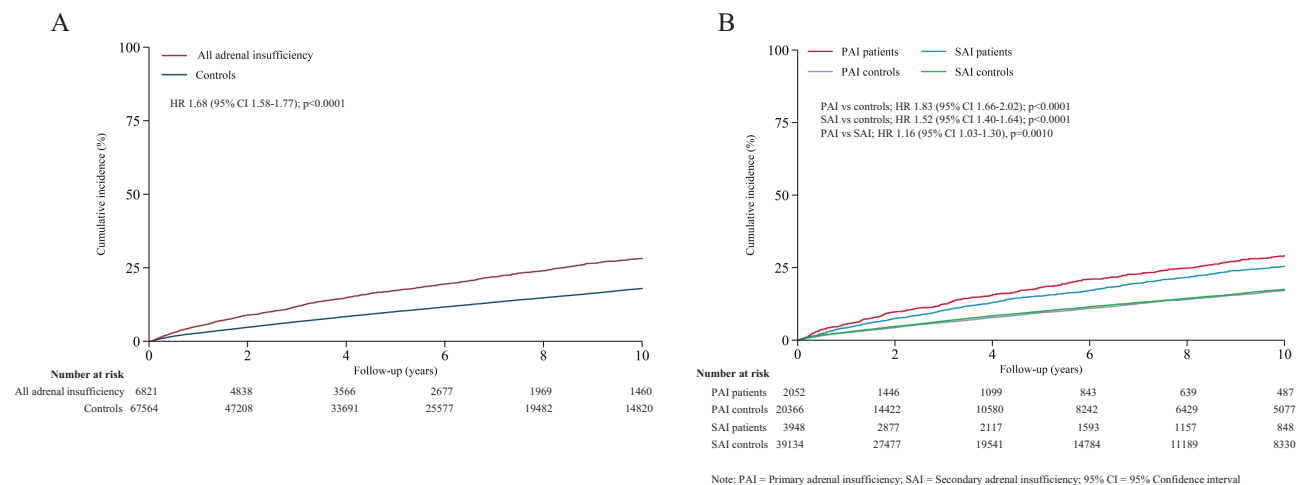 A
100
75
50
25
0
Cumulative incidence (%)
All adrenal insufficiency
Controls
HR 1.68 (95% CI 1.58-1.77); p<0.0001
0 2 4 6 8 10
Follow-up (years)
Number at risk
All adrenal insufficiency 6821 4838 3566 2677 1969 1460
Controls 67564 47208 33691 25577 19482 14820
B
100
75
50
25
0
Cumulative incidence (%)
PAI patients SAI patients
PAI controls SAI controls
PAI vs controls; HR 1.83 (95% CI 1.66-2.02); p<0.0001
SAI vs controls; HR 1.52 (95% CI 1.40-1.64); p<0.0001
PAI vs SAI; HR 1.16 (95% CI 1.03-1.30), p=0.0010
0 2 4 6 8 10
Follow-up (years)
Number at risk
PAI patients 2052 1446 1099 843 639 487
PAI controls 20366 14422 10580 8242 6429 5077
SAI patients 3948 2877 2117 1593 1157 848
SAI controls 39134 27477 19541 14784 11189 8330
Note: PAI = Primary adrenal insufficiency; SAI = Secondary adrenal insufficiency; 95% CI = 95% Confidence interval